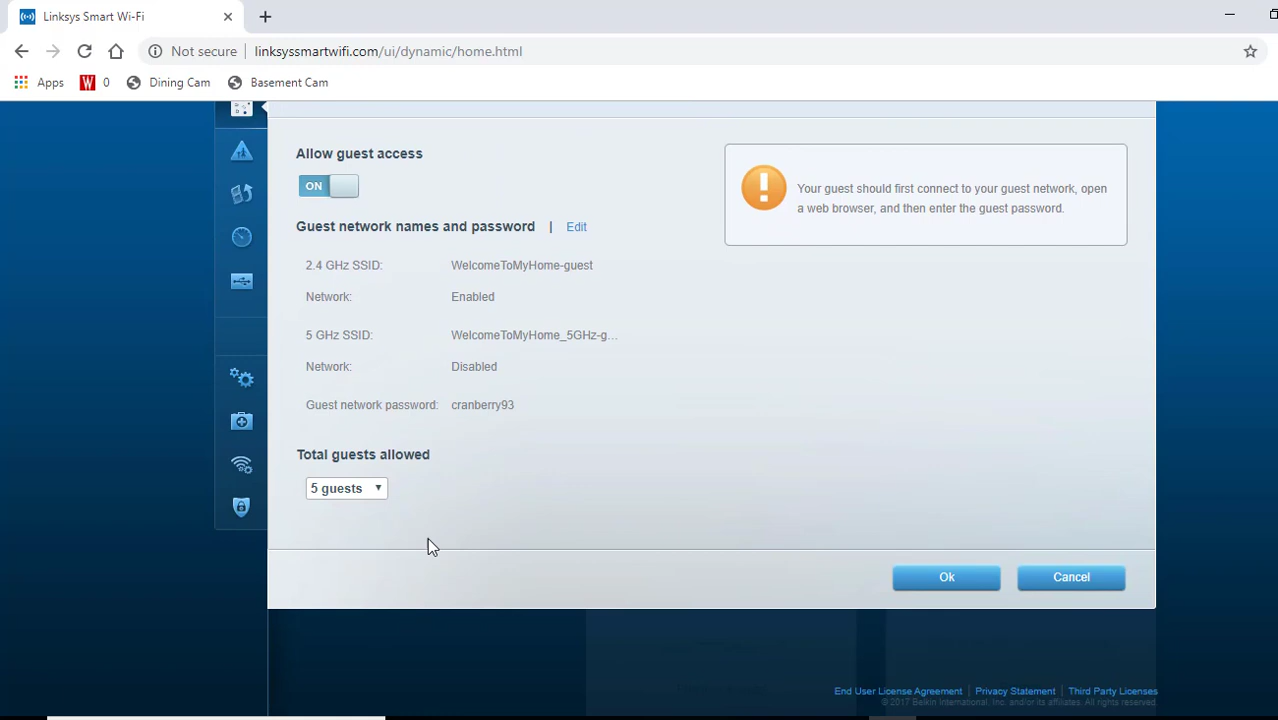 Linksys Smart Wi-Fi
Not secure linksyssmartwifi.com/ui/dynamic/home.html
Apps W 0 Dining Cam Basement Cam
Allow guest access
ON
Guest network names and password | Edit
2.4 GHz SSID: WelcomeToMyHome-guest
Network: Enabled
5 GHz SSID: WelcomeToMyHome_5GHz-g...
Network: Disabled
Guest network password: cranberry93
Total guests allowed
5 guests
Your guest should first connect to your guest network, open
a web browser, and then enter the guest password.
Ok Cancel
End User License Agreement | Privacy Statement | Third Party Licenses
© 2017 Belkin International, Inc. and/or its affiliates. All rights reserved.